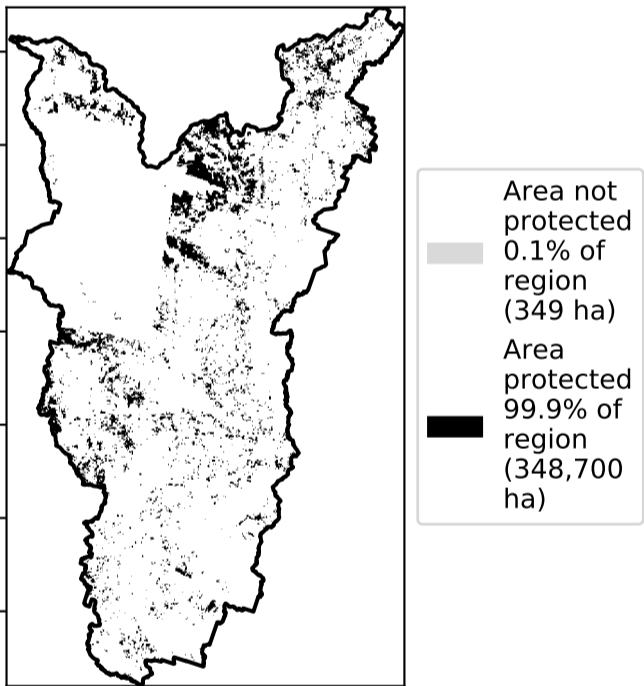 Area not
protected
0.1% of
region
(349 ha)
Area
protected
99.9% of
region
(348,700
ha)